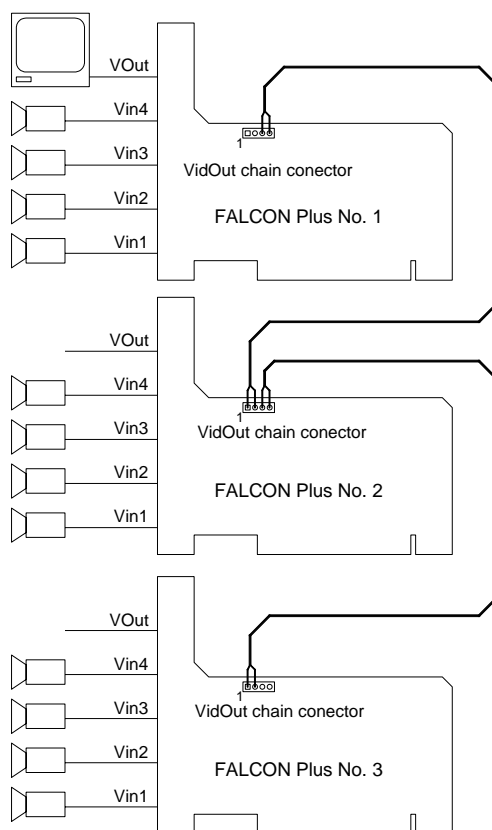 VOut
Vin4
1
Vin3
VidOut chain conector
Vin2
FALCON Plus No. 1
Vin1
VOut
Vin4
1
Vin3
VidOut chain conector
Vin2
FALCON Plus No. 2
Vin1
VOut
Vin4
1
Vin3
VidOut chain conector
Vin2
FALCON Plus No. 3
Vin1